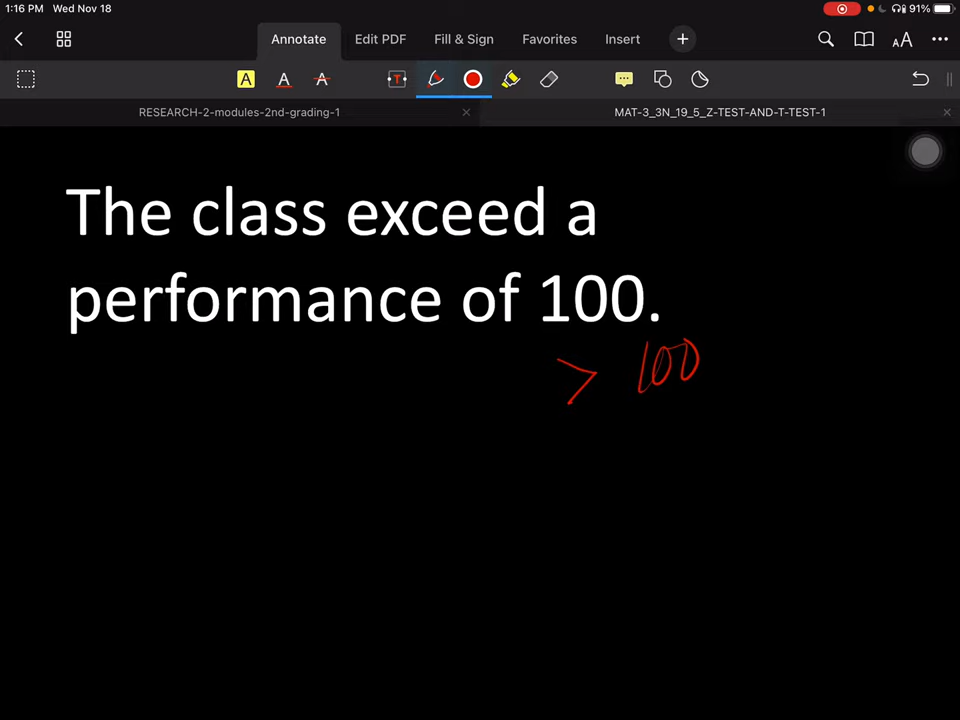 1:16 PM Wed Nov 18
91%
Annotate Edit PDF Fill & Sign Favorites Insert
AA
A A A T
RESEARCH-2-modules-2nd-grading-1
MAT-3_3N_19_5_Z-TEST-AND-T-TEST-1
The class exceed a
performance of 100.
> 100